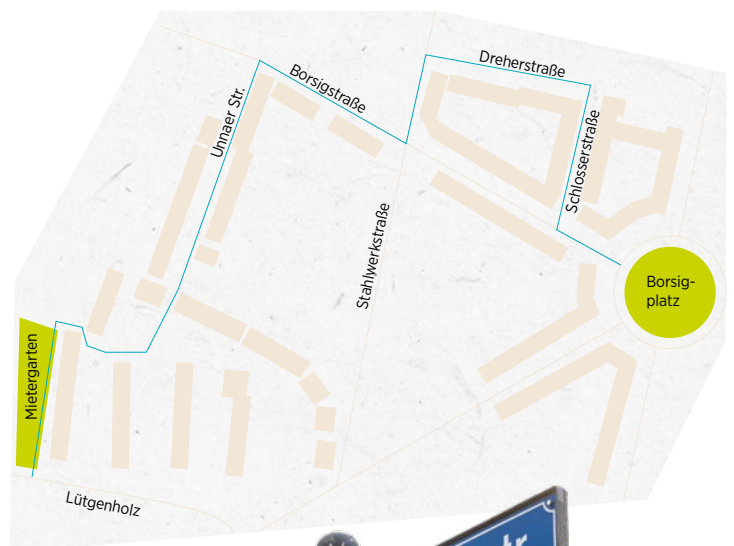 Dreherstraße
Borsigstraße
Unnaer Str.
Schlosserstraße
Stahlwerkstraße
Borsig-
platz
Mietergarten
Lütgenholz